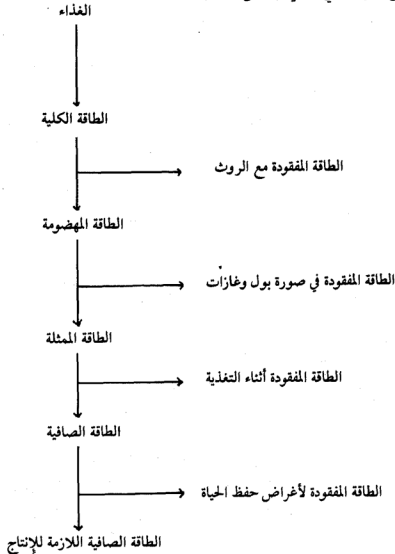 الغذاء
الطاقة الكلية
الطاقة المفقودة مع الروث
الطاقة المهضومة
الطاقة المفقودة في صورة بول وغازات
الطاقة الممثلة
الطاقة المفقودة أثناء التغذية
الطاقة الصافية
الطاقة المفقودة لأغراض حفظ الحياة
الطاقة الصافية اللازمة للإنتاج